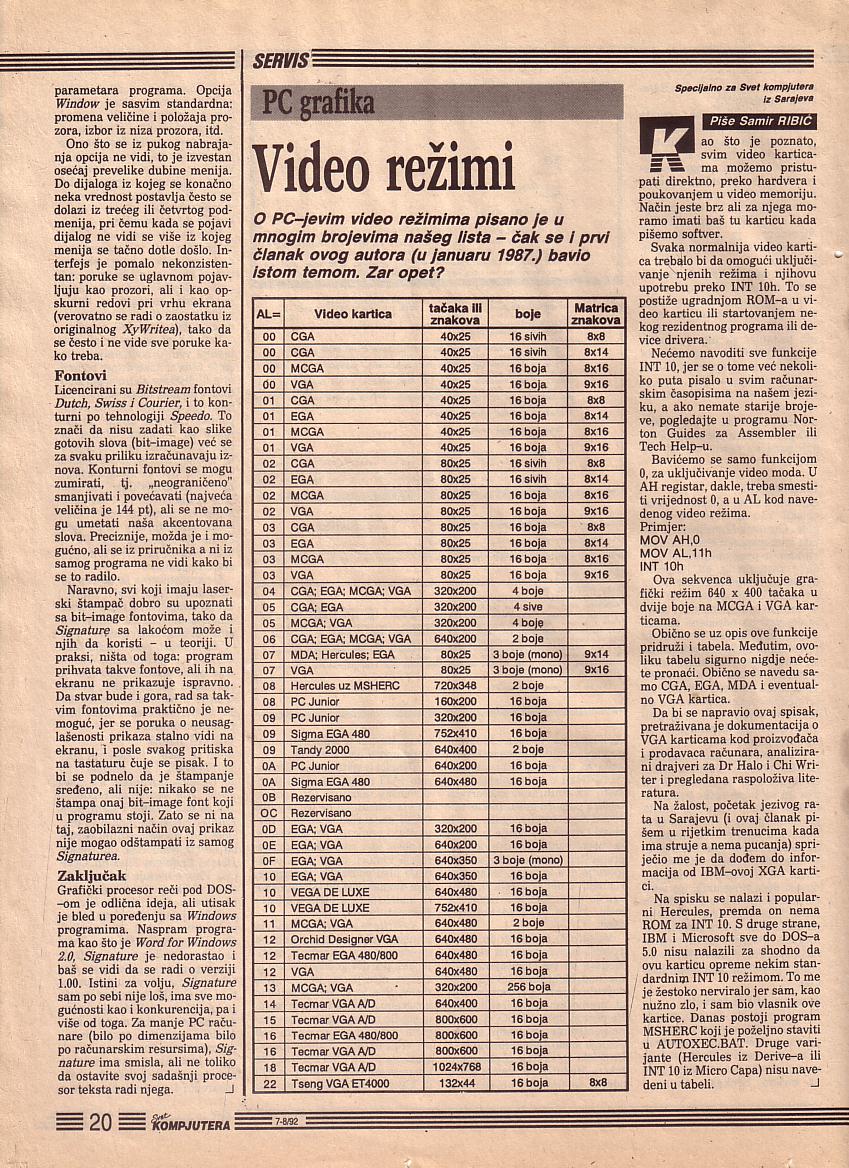 SERVIS
parametara programa. Opcija
Window je sasvim standardna:
promena veličine i položaja pro-
zora, izbor iz niza prozora, itd.
Ono što se iz pukog nabraja-
nja opcija ne vidi, to je izvestan
osećaj prevelike dubine menija.
Do dijaloga iz kojeg se konačno
neka vrednost postavlja često se
dolazi iz trećeg ili četvrtog pod-
menija, pri čemu kada se pojavi
dijalog ne vidi se više iz kojeg
menija se tačno dotle došlo. In-
terfejs je pomalo nekonzisten-
tan: poruke se uglavnom pojav-
ljuju kao prozori, ali i kao op-
skurni redovi pri vrhu ekrana
(verovatno se radi o zaostatku iz
originalnog XyWritea), tako da
se često i ne vide sve poruke ka-
ko treba.
Fontovi
Licencirani su Bitstream fontovi
Dutch, Swiss i Courier, i to kon-
turni po tehnologiji Speedo. To
znači da nisu zadati kao slike
gotovih slova (bit-image) već se
za svaku priliku izračunavaju iz-
nova. Konturni fontovi se mogu
zumirati, tj. „neograničeno”
smanjivati i povećavati (najveća
veličina je 144 pt), ali se ne mo-
gu umetati naša akcentovana
slova. Preciznije, možda je i mo-
gućno, ali se iz priručnika a ni iz
samog programa ne vidi kako bi
se to radilo.
Naravno, svi koji imaju laser-
ski štampač dobro su upoznati
sa bit-image fontovima, tako da
Signature sa lakoćom može i
njih da koristi – u teoriji. U
praksi, ništa od toga: program
prihvata takve fontove, ali ih na
ekranu ne prikazuje ispravno.
Da stvar bude i gora, rad sa tak-
vim fontovima praktično je ne-
moguć, jer se poruka o neusag-
lašenosti prikaza stalno vidi na
ekranu, i posle svakog pritiska
na tastaturu čuje se pisak. I to
bi se podnelo da je štampanje
sređeno, ali nije: nikako se ne
štampa onaj bit-image font koji
u programu stoji. Zato se ni na
taj, zaobilazni način ovaj prikaz
nije mogao odštampati iz samog
Signaturea.
Zaključak
Grafički procesor reči pod DOS-
-om je odlična ideja, ali utisak
je bled u poređenju sa Windows
programima. Naspram progra-
ma kao što je Word for Windows
2.0, Signature je nedorastao i
baš se vidi da se radi o verziji
1.00. Istini za volju, Signature
sam po sebi nije loš, ima sve mo-
gućnosti kao i konkurencija, pa i
više od toga. Za manje PC raču-
nare (bilo po dimenzijama bilo
po računarskim resursima), Sig-
nature ima smisla, ali ne toliko
da ostavite svoj sadašnji proce-
sor teksta radi njega.
PC grafika
Video režimi
O PC–jevim video režimima pisano je u
mnogim brojevima našeg lista – čak se i prvi
članak ovog autora (u januaru 1987.) bavio
istom temom. Zar opet?
AL= Video kartica tačaka ili znakova boje Matrica znakova
00 CGA 40x25 16 sivih 8x8
00 CGA 40x25 16 sivih 8x14
00 MCGA 40x25 16 boja 8x16
00 VGA 40x25 16 boja 9x16
01 CGA 40x25 16 boja 8x8
01 EGA 40x25 16 boja 8x14
01 MCGA 40x25 16 boja 8x16
01 VGA 40x25 16 boja 9x16
02 CGA 80x25 16 sivih 8x8
02 EGA 80x25 16 sivih 8x14
02 MCGA 80x25 16 boja 8x16
02 VGA 80x25 16 boja 9x16
03 CGA 80x25 16 boja 8x8
03 EGA 80x25 16 boja 8x14
03 MCGA 80x25 16 boja 8x16
03 VGA 80x25 16 boja 9x16
04 CGA; EGA; MCGA; VGA 320x200 4 boje
05 CGA; EGA 320x200 4 sive
05 MCGA; VGA 320x200 4 boje
06 CGA; EGA; MCGA; VGA 640x200 2 boje
07 MDA; Hercules; EGA 80x25 3 boje (mono) 9x14
07 VGA 80x25 3 boje (mono) 9x16
08 Hercules uz MSHERC 720x348 2 boje
08 PC Junior 160x200 16 boja
09 PC Junior 320x200 16 boja
09 Sigma EGA 480 752x410 16 boja
09 Tandy 2000 640x400 2 boje
0A PC Junior 640x200 16 boja
0A Sigma EGA 480 640x480 16 boja
0B Rezervisano
OC Rezervisano
0D EGA; VGA 320x200 16 boja
0E EGA; VGA 640x200 16 boja
0F EGA; VGA 640x350 3 boje (mono)
10 EGA; VGA 640x350 16 boja
10 VEGA DE LUXE 640x480 16 boja
10 VEGA DE LUXE 752x410 16 boja
11 MCGA; VGA 640x480 2 boje
12 Orchid Designer VGA 640x480 16 boja
12 Tecmar EGA 480/800 640x480 16 boja
12 VGA 640x480 16 boja
13 MCGA; VGA 320x200 256 boja
14 Tecmar VGA A/D 640x400 16 boja
15 Tecmar VGA A/D 800x600 16 boja
16 Tecmar EGA 480/800 800x600 16 boja
16 Tecmar VGA A/D 800x600 16 boja
18 Tecmar VGA A/D 1024x768 16 boja
22 Tseng VGA ET4000 132x44 16 boja 8x8
Specijalno za Svet kompjutera
iz Sarajeva
Piše Samir RIBIĆ
Kao što je poznato,
svim video kartica-
ma možemo pristu-
pati direktno, preko hardvera i
poukovanjem u video memoriju.
Način jeste brz ali za njega mo-
ramo imati baš tu karticu kada
pišemo softver.
Svaka normalnija video karti-
ca trebalo bi da omogući uključi-
vanje njenih režima i njihovu
upotrebu preko INT 10h. To se
postiže ugradnjom ROM–a u vi-
deo karticu ili startovanjem ne-
kog rezidentnog programa ili de-
vice drivera.
Nećemo navoditi sve funkcije
INT 10, jer se o tome već nekoli-
ko puta pisalo u svim računar-
skim časopisima na našem jezi-
ku, a ako nemate starije broje-
ve, pogledajte u programu Nor-
ton Guides za Assembler ili
Tech Help–u.
Bavićemo se samo funkcijom
0, za uključivanje video moda. U
AH registar, dakle, treba smesti-
ti vrijednost 0, a u AL kod nave-
denog video režima.
Primjer:
MOV AH,0
MOV AL,11h
INT 10h
Ova sekvenca uključuje gra-
fički režim 640 x 400 tačaka u
dvije boje na MCGA i VGA kar-
ticama.
Obično se uz opis ove funkcije
pridruži i tabela. Međutim, ovo-
liku tabelu sigurno nigdje neće-
te pronaći. Obično se navedu sa-
mo CGA, EGA, MDA i eventual-
no VGA kartica.
Da bi se napravio ovaj spisak,
pretraživana je dokumentacija o
VGA karticama kod proizvođača
i prodavaca računara, analizira-
ni drajveri za Dr Halo i Chi Wri-
ter i pregledana raspoloživa lite-
ratura.
Na žalost, početak jezivog ra-
ta u Sarajevu (i ovaj članak pi-
šem u rijetkim trenucima kada
ima struje a nema pucanja) spri-
ječio me je da dođem do infor-
macija od IBM–ovoj XGA karti-
ci.
Na spisku se nalazi i popular-
ni Hercules, premda on nema
ROM za INT 10. S druge strane,
IBM i Microsoft sve do DOS–a
5.0 nisu nalazili za shodno da
ovu karticu opreme nekim stan-
dardnim INT 10 režimom. To me
je žestoko nerviralo jer sam, kao
nužno zlo, i sam bio vlasnik ove
kartice. Danas postoji program
MSHERC koji je poželjno staviti
u AUTOXEC.BAT. Druge vari-
jante (Hercules iz Derive–a ili
INT 10 iz Micro Capa) nisu nave-
deni u tabeli.
20 Svet KOMPJUTERA 7-8/92